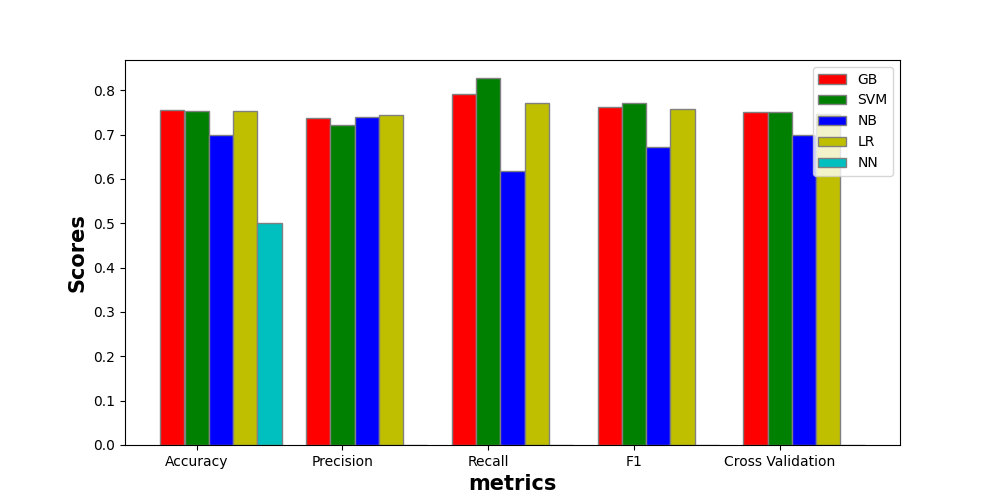 0.8
0.7
0.6
0.5
0.4
0.3
0.2
0.1
0.0
Scores
GB
SVM
NB
LR
NN
Accuracy Precision Recall F1 Cross Validation
metrics